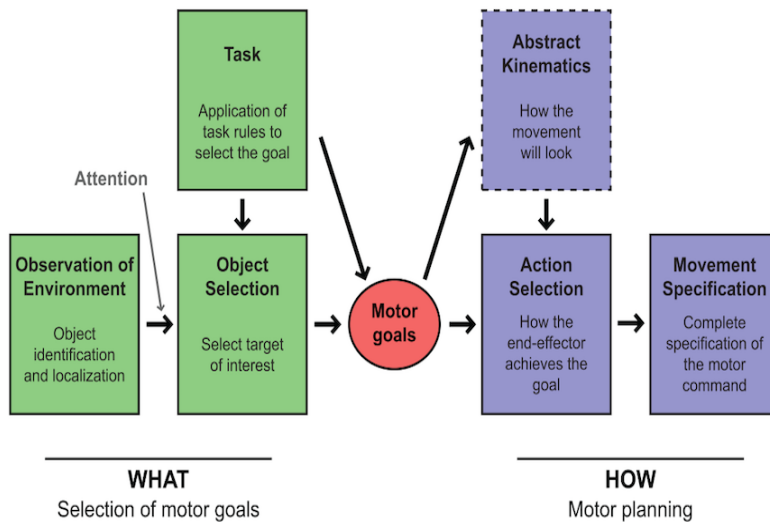 Task
Application of
task rules to
select the goal
Abstract
Kinematics
How the
movement
will look
Attention
Observation of
Environment
Object
identification
and localization
Object
Selection
Select target
of interest
Motor
goals
Action
Selection
How the
end-effector
achieves the
goal
Movement
Specification
Complete
specification of
the motor
command
WHAT
Selection of motor goals
HOW
Motor planning